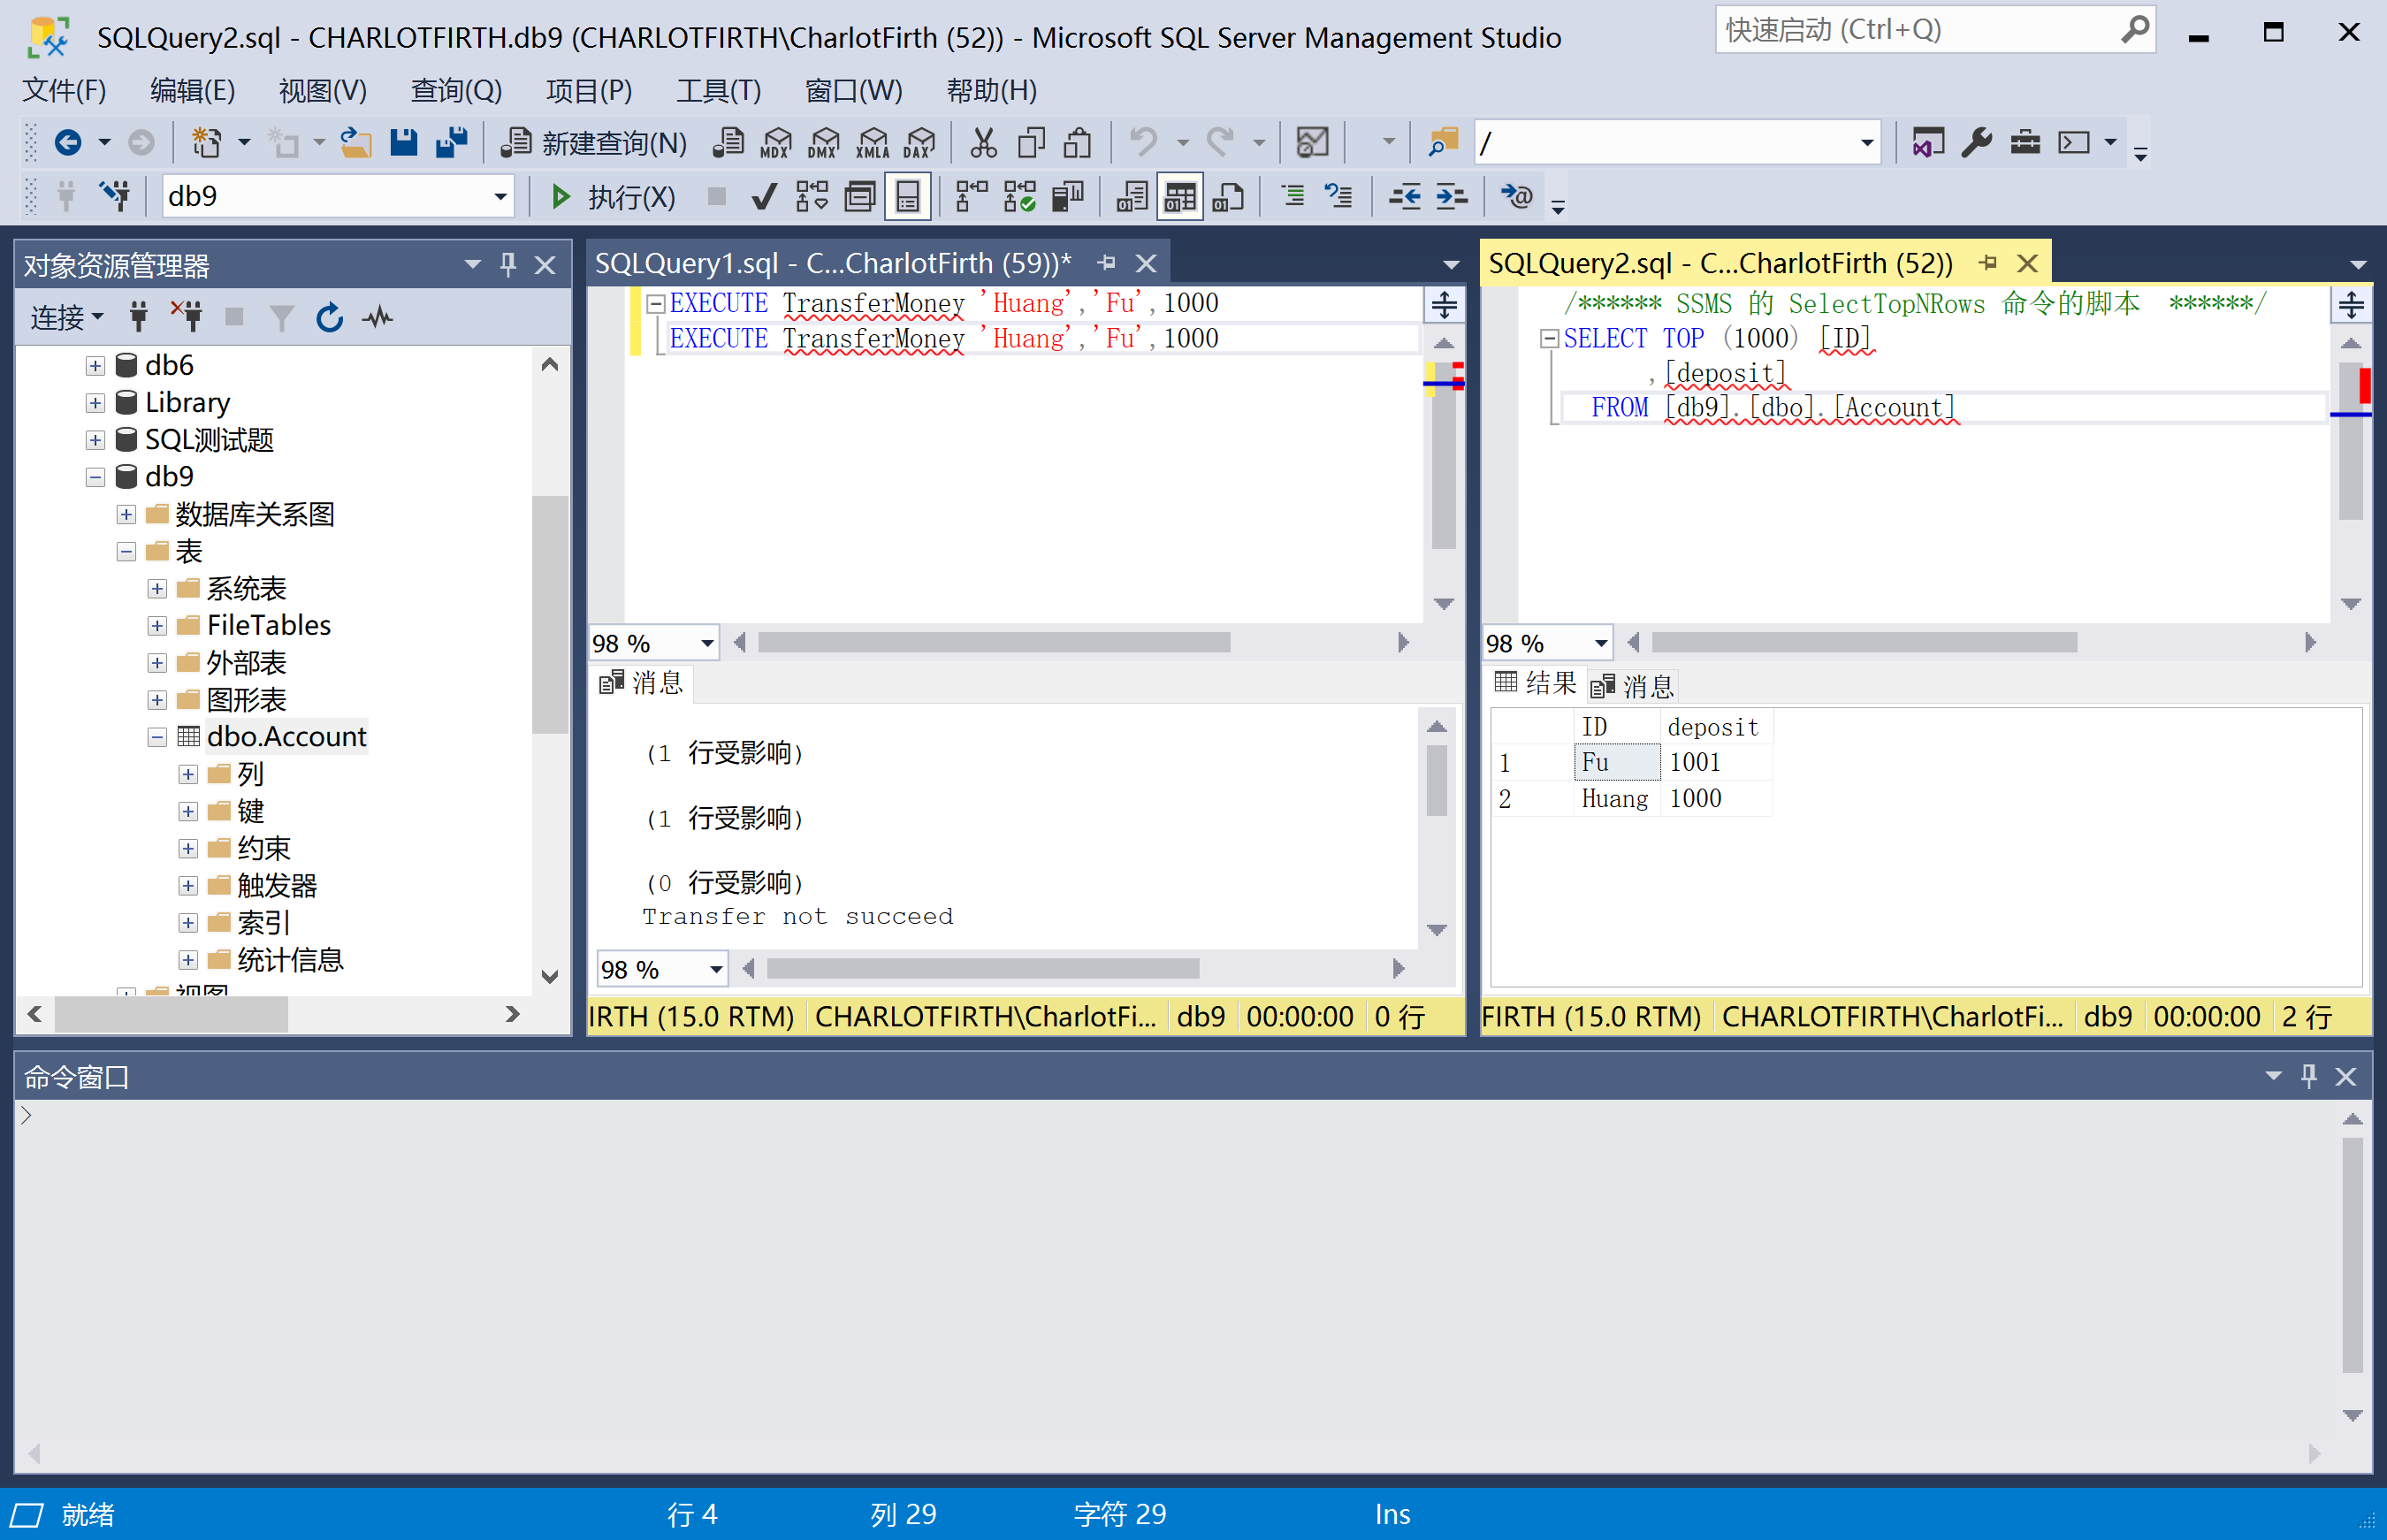 SQLQuery2.sql - CHARLOTFIRTH.db9 (CHARLOTFIRTH\CharlotFirth (52)) - Microsoft SQL Server Management Studio
快速启动 (Ctrl+Q)
文件(F) 编辑(E) 视图(V) 查询(Q) 项目(P) 工具(T) 窗口(W) 帮助(H)
新建查询(N) MDX DMX XMLA DAX /
db9 执行(X)
对象资源管理器
连接
db6
Library
SQL测试题
db9
数据库关系图
表
系统表
FileTables
外部表
图形表
dbo.Account
列
键
约束
触发器
索引
统计信息
视图
SQLQuery1.sql - C...CharlotFirth (59))*
EXECUTE TransferMoney 'Huang','Fu',1000
EXECUTE TransferMoney 'Huang','Fu',1000
98 %
消息
(1 行受影响)
(1 行受影响)
(0 行受影响)
Transfer not succeed
98 %
IRTH (15.0 RTM) CHARLOTFIRTH\CharlotFi... db9 00:00:00 0 行
SQLQuery2.sql - C...CharlotFirth (52))
/****** SSMS 的 SelectTopNRows 命令的脚本 ******/
SELECT TOP (1000) [ID]
,[deposit]
FROM [db9].[dbo].[Account]
98 %
结果 消息
ID deposit
1 Fu 1001
2 Huang 1000
FIRTH (15.0 RTM) CHARLOTFIRTH\CharlotFi... db9 00:00:00 2 行
命令窗口
>
就绪 行 4 列 29 字符 29 Ins